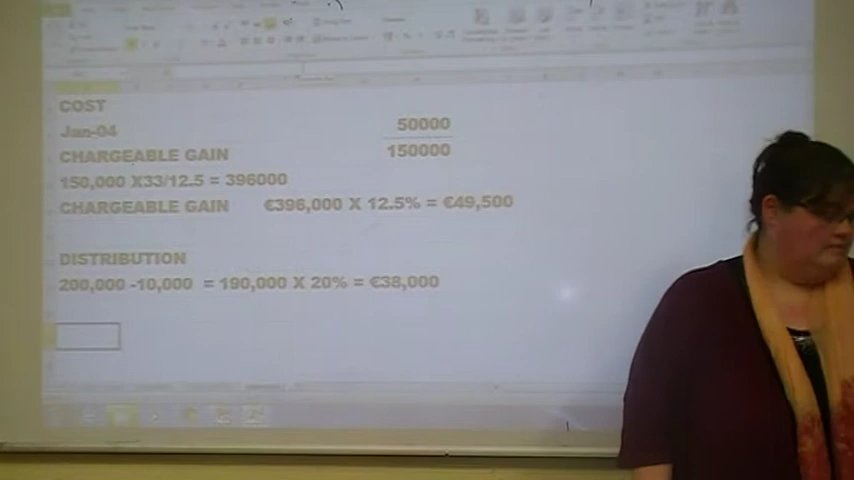 COST
Jan-04 50000
CHARGEABLE GAIN 150000
150,000 X33/12.5 = 396000
CHARGEABLE GAIN €396,000 X 12.5% = €49,500
DISTRIBUTION
200,000 -10,000 = 190,000 X 20% = €38,000